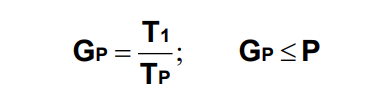 GP = T1 / TP ; GP ≤ P